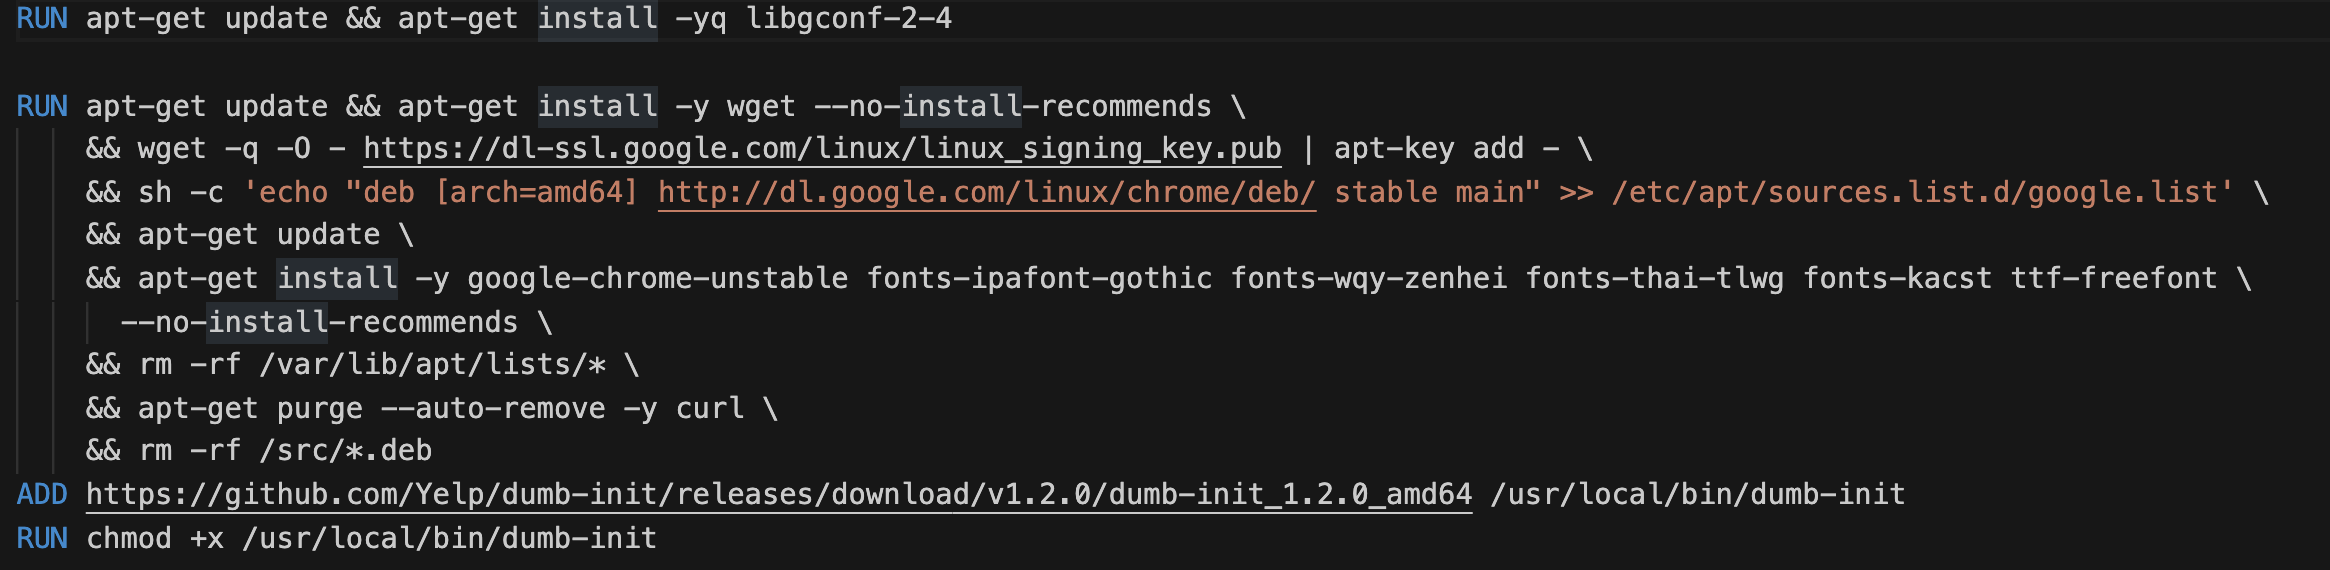 RUN apt-get update && apt-get install -yq libgconf-2-4
RUN apt-get update && apt-get install -y wget --no-install-recommends \
&& wget -q -O - https://dl-ssl.google.com/linux/linux_signing_key.pub | apt-key add - \
&& sh -c 'echo "deb [arch=amd64] http://dl.google.com/linux/chrome/deb/ stable main" >> /etc/apt/sources.list.d/google.list' \
&& apt-get update \
&& apt-get install -y google-chrome-unstable fonts-ipafont-gothic fonts-wqy-zenhei fonts-thai-tlwg fonts-kacst ttf-freefont \
--no-install-recommends \
&& rm -rf /var/lib/apt/lists/* \
&& apt-get purge --auto-remove -y curl \
&& rm -rf /src/*.deb
ADD https://github.com/Yelp/dumb-init/releases/download/v1.2.0/dumb-init_1.2.0_amd64 /usr/local/bin/dumb-init
RUN chmod +x /usr/local/bin/dumb-init